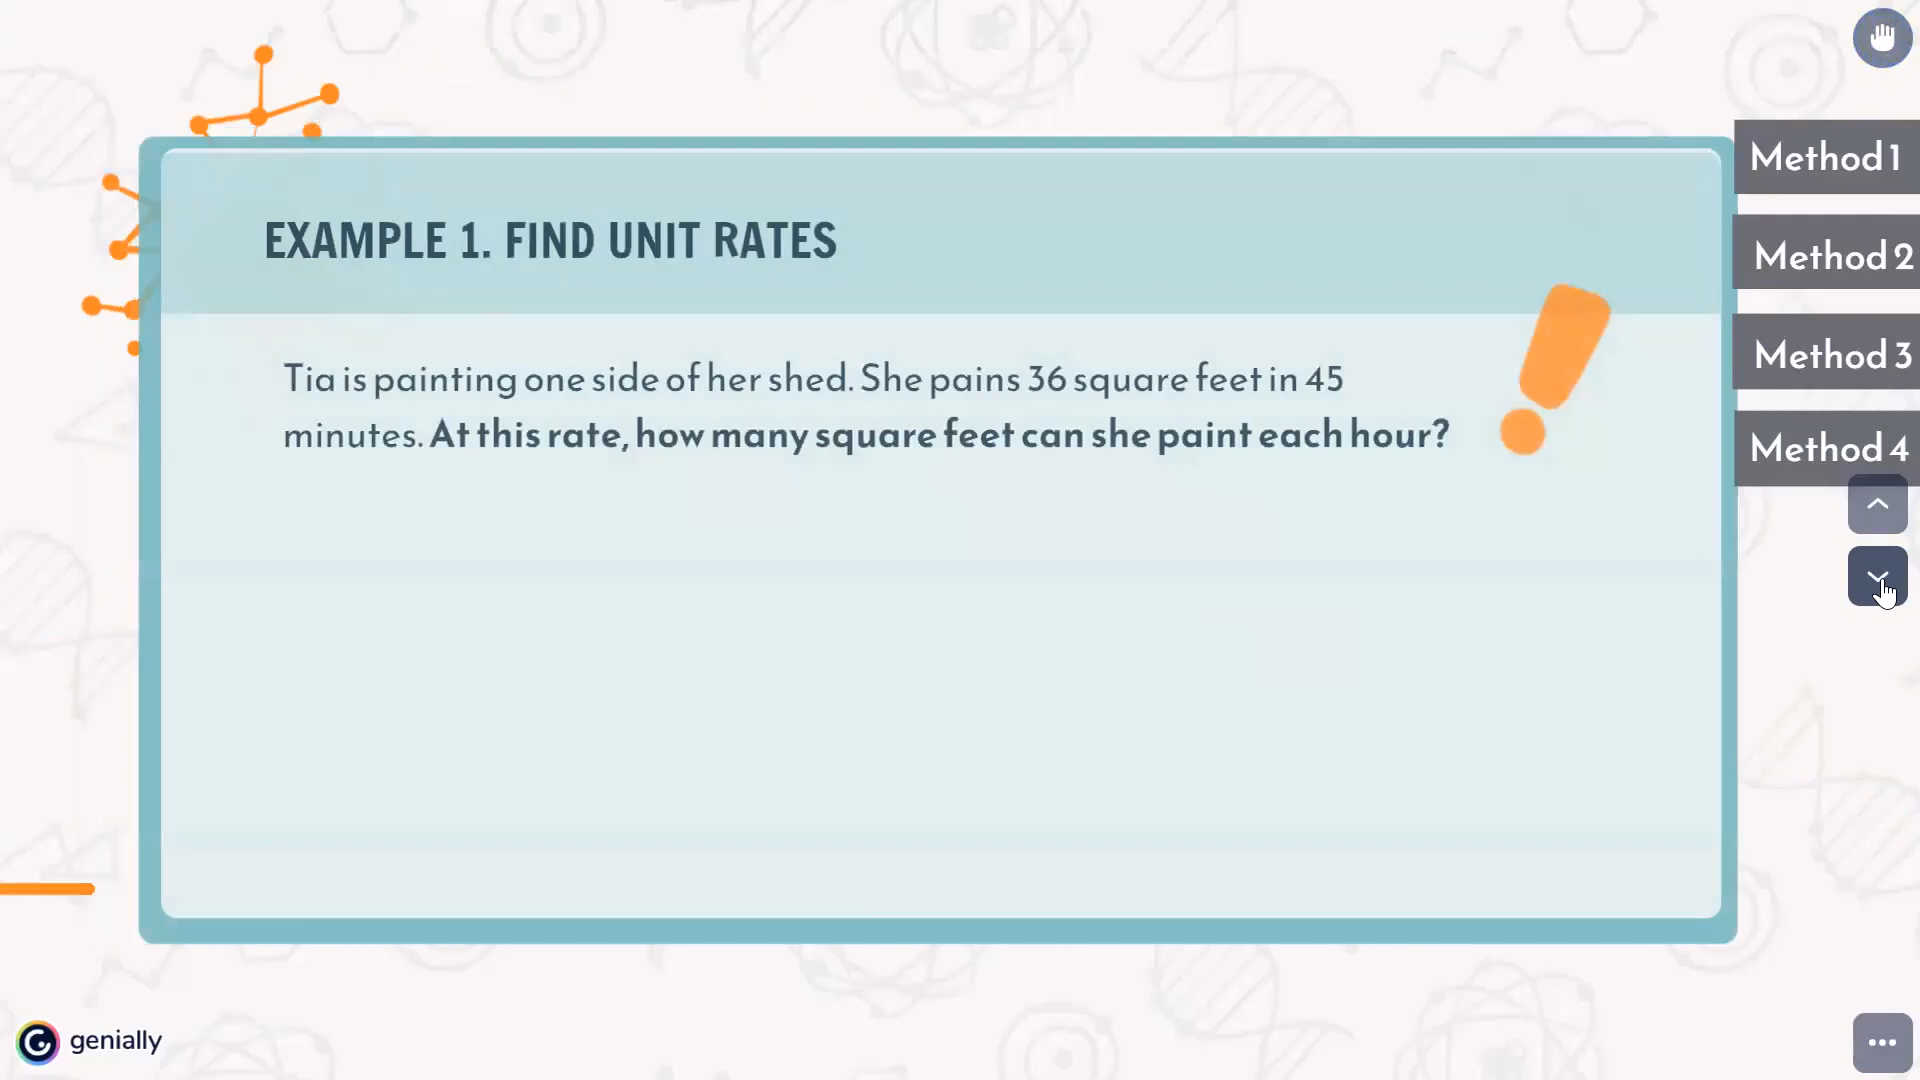 EXAMPLE 1. FIND UNIT RATES
Tia is painting one side of her shed. She pains 36 square feet in 45
minutes. At this rate, how many square feet can she paint each hour?
Method 1
Method 2
Method 3
Method 4
genially